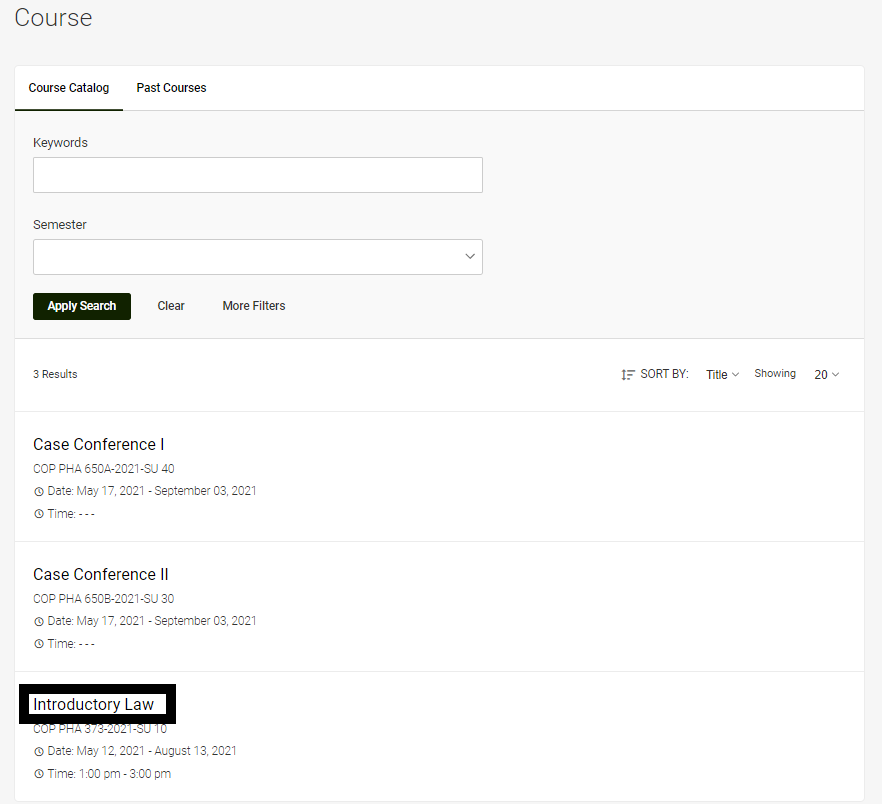 Course
Course Catalog Past Courses
Keywords
Semester
Apply Search Clear More Filters
3 Results SORT BY: Title Showing 20
Case Conference I
COP PHA 650A-2021-SU 40
Date: May 17, 2021 - September 03, 2021
Time: - - -
Case Conference II
COP PHA 650B-2021-SU 30
Date: May 17, 2021 - September 03, 2021
Time: - - -
Introductory Law
COP PHA 373-2021-SU 10
Date: May 12, 2021 - August 13, 2021
Time: 1:00 pm - 3:00 pm